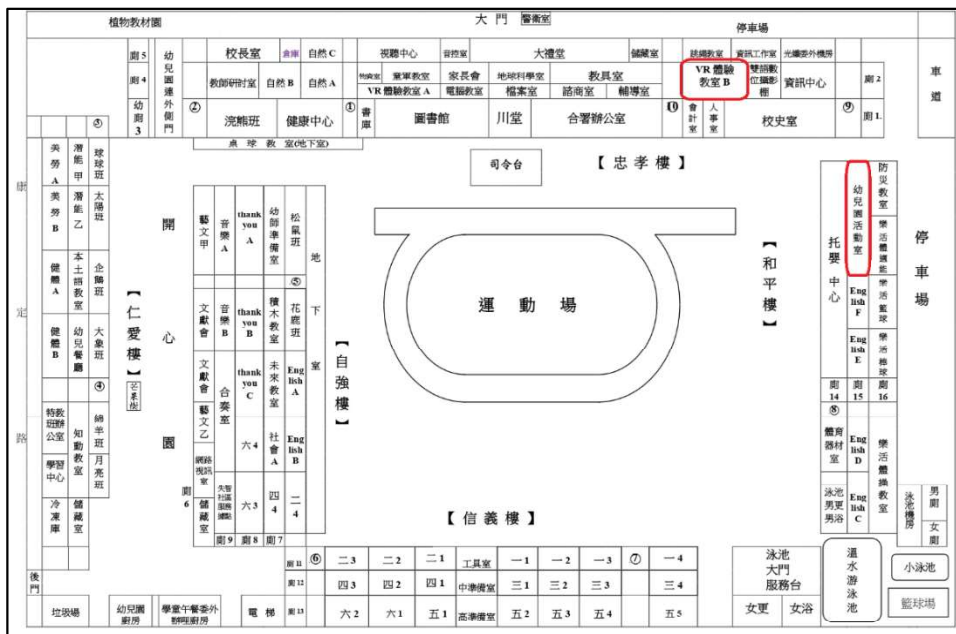 植物教材園
大門 警衛室
停車場
廁5
幼兒園連外側門
校長室
倉庫
自然C
視聽中心
音控室
大禮堂
儲藏室
跳繩教室
資訊工作室
光纖委外機房
廁4
教師研討室
自然B
自然A
童軍教室
家長會
地球科學室
教具室
VR體驗教室B
雙語數位攝影棚
資訊中心
廁2
車道
VR體驗教室A
電腦教室
檔案室
諮商室
輔導室
幼廁3
②
浣熊班
健康中心
①
書庫
圖書館
川堂
合署辦公室
⑩
會計室
人事室
校史室
⑨
廁1.
桌球教室(地下室)
司令台
【忠孝樓】
康定路
③
美勞A
潛能甲
球球班
美勞B
潛能乙
太陽班
健體A
本土語教室
企鵝班
健體B
幼兒餐廳
大象班
④
特教班辦公室
知動教室
綿羊班
學習中心
月亮班
冷凍庫
儲藏室
【仁愛樓】
芒果樹
開心園
廁6
藝文甲
音樂A
thank you A
幼師準備室
松鼠班
⑤
文獻會
音樂B
thank you B
積木教室
花鹿班
文獻會
合奏室
thank you C
未來教室
English A
藝文乙
六4
社會A
English B
網路視訊室
失智社區服務據點
六3
四4
二4
儲藏室
廁9
廁8
廁7
地下室
【自強樓】
運動場
【和平樓】
托嬰中心
幼兒園活動室
防災教室
樂活體適能
English F
樂活籃球
English E
樂活棒球
廁14
廁15
廁16
⑧
體育器材室
English D
樂活體操教室
泳池男更男浴
English C
停車場
泳池機房
男廁
女廁
【信義樓】
廁11
⑥
二3
二2
二1
工具室
一1
一2
一3
⑦
一4
廁12
四3
四2
四1
中準備室
三1
三2
三3
三4
廁13
六2
六1
五1
高準備室
五2
五3
五4
五5
後門
垃圾場
幼兒園廚房
學童午餐委外辦理廚房
電梯
泳池大門服務台
女更
女浴
溫水游泳池
小泳池
籃球場